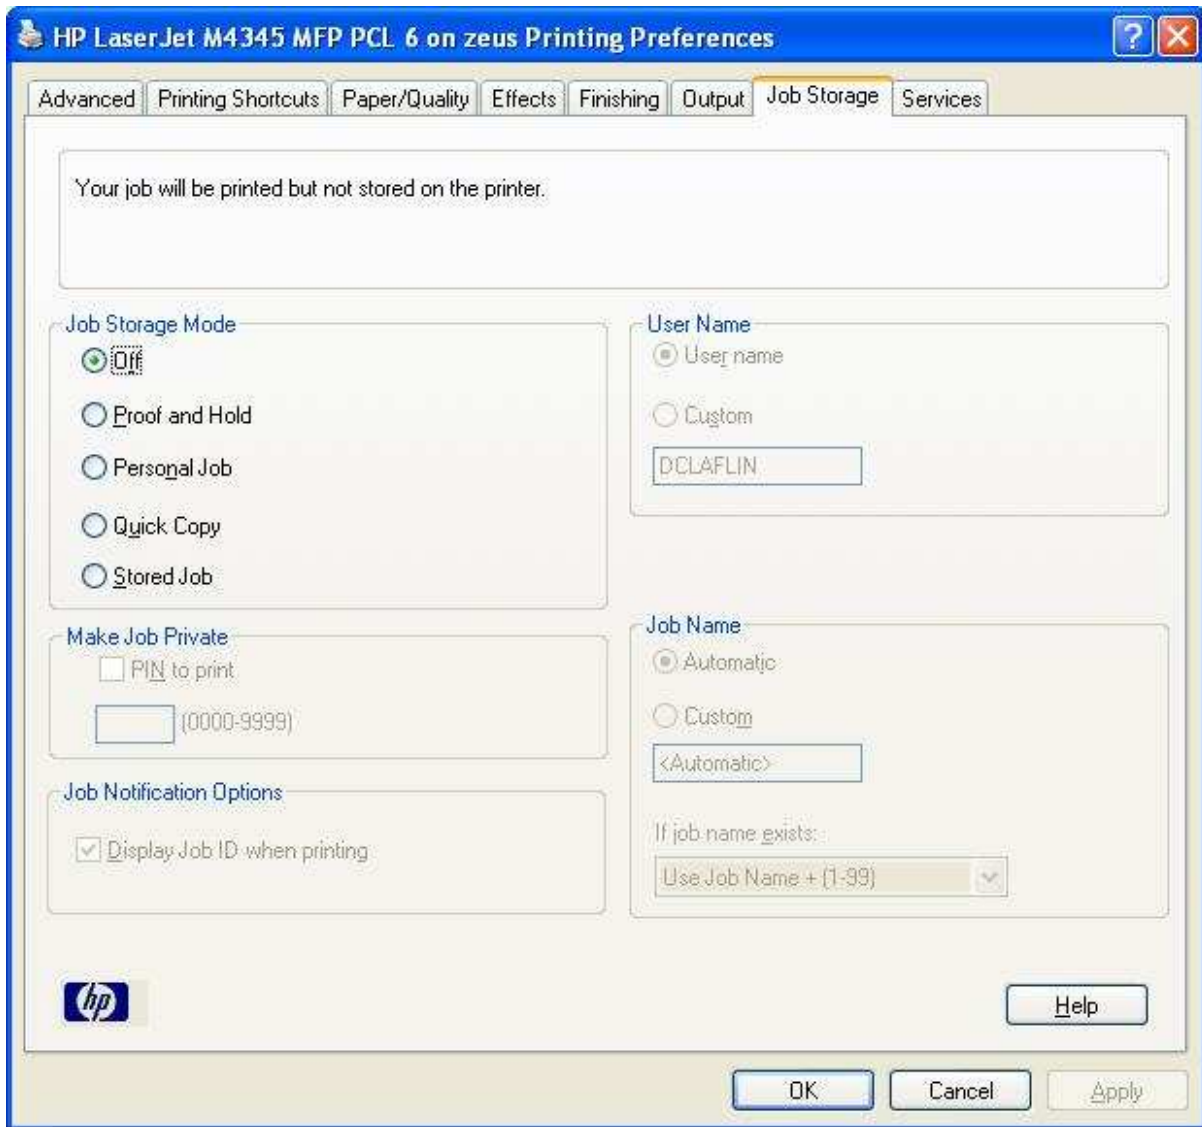 HP LaserJet M4345 MFP PCL 6 on zeus Printing Preferences
Advanced Printing Shortcuts Paper/Quality Effects Finishing Output Job Storage Services
Your job will be printed but not stored on the printer.
Job Storage Mode
Off
Proof and Hold
Personal Job
Quick Copy
Stored Job
User Name
User name
Custom
DCLAFLIN
Make Job Private
PIN to print
(0000-9999)
Job Notification Options
Display Job ID when printing
Job Name
Automatic
Custom
<Automatic>
If job name exists:
Use Job Name + (1-99)
hp
Help
OK Cancel Apply